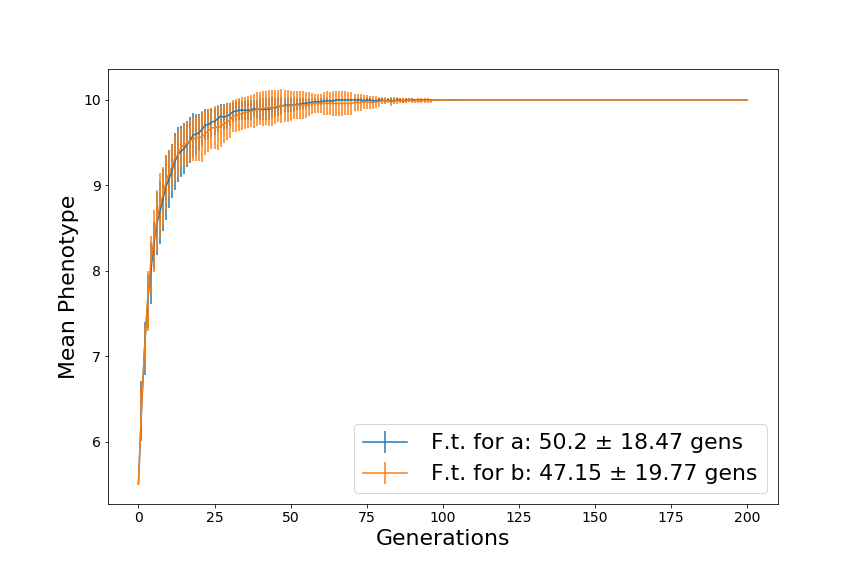 10
9
8
7
6
Mean Phenotype
F.t. for a: 50.2 ± 18.47 gens
F.t. for b: 47.15 ± 19.77 gens
0 25 50 75 100 125 150 175 200
Generations